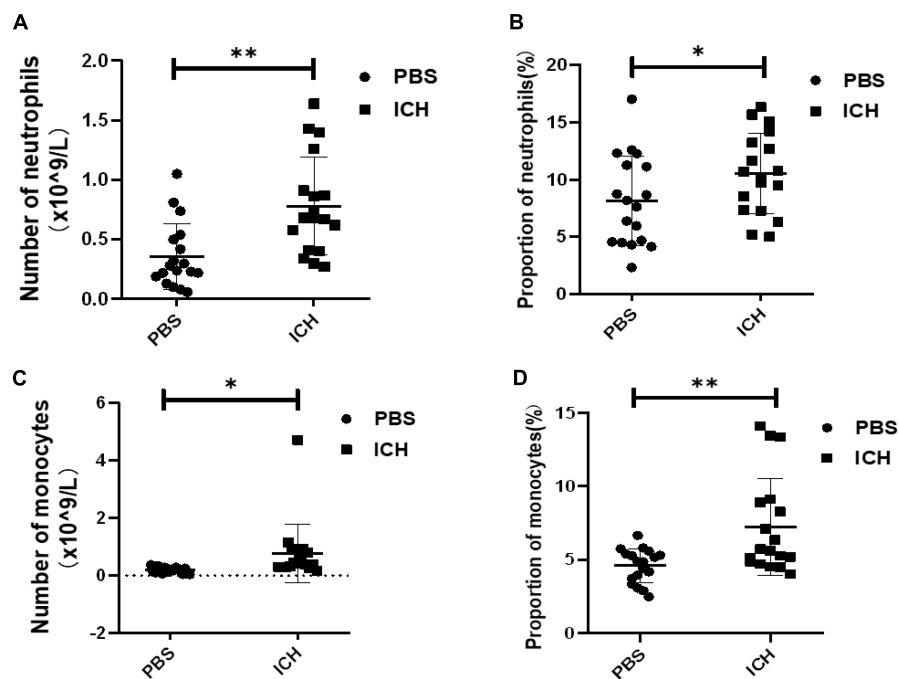 A
Number of neutrophils
（x10^9/L)
2.0
1.5
1.0
0.5
0.0
**
PBS
ICH
PBS
ICH
B
Proportion of neutrophils(%)
20
15
10
5
0
*
PBS
ICH
PBS
ICH
C
Number of monocytes
（x10^9/L)
6
4
2
0
-2
*
PBS
ICH
PBS
ICH
D
Proportion of monocytes(%)
15
10
5
0
**
PBS
ICH
PBS
ICH